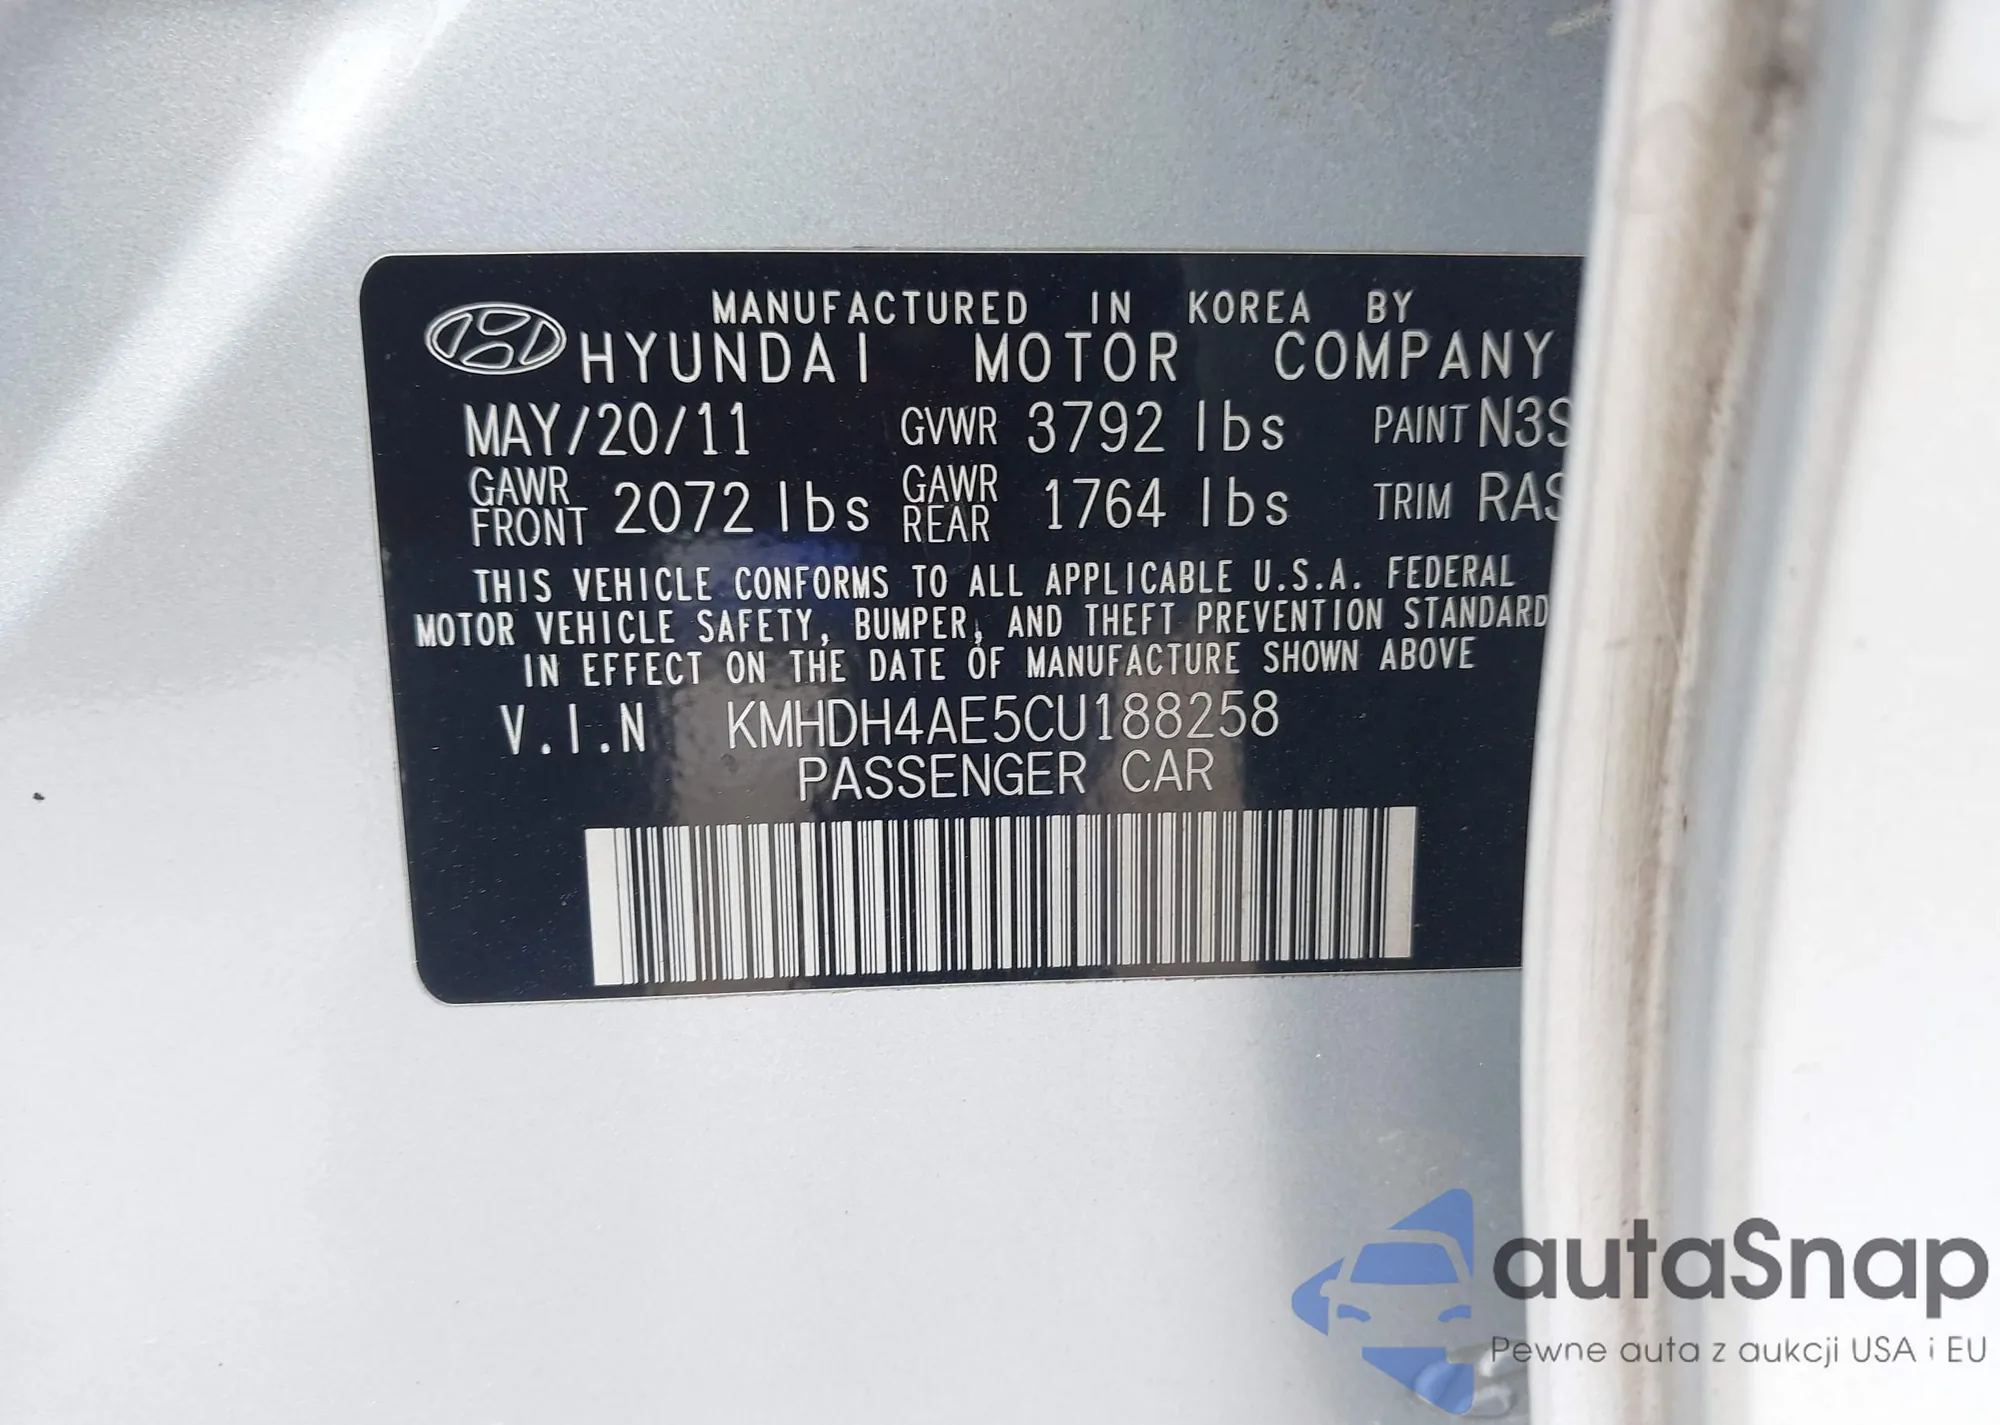 MANUFACTURED IN KOREA BY
HYUNDAI MOTOR COMPANY
MAY/20/11 GVWR 3792 lbs PAINT N3S
GAWR FRONT 2072 lbs GAWR REAR 1764 lbs TRIM RAS
THIS VEHICLE CONFORMS TO ALL APPLICABLE U.S.A. FEDERAL
MOTOR VEHICLE SAFETY, BUMPER, AND THEFT PREVENTION STANDARD
IN EFFECT ON THE DATE OF MANUFACTURE SHOWN ABOVE
V.I.N KMHDH4AE5CU188258
PASSENGER CAR
autaSnap
Pewne auta z aukcji USA i EU